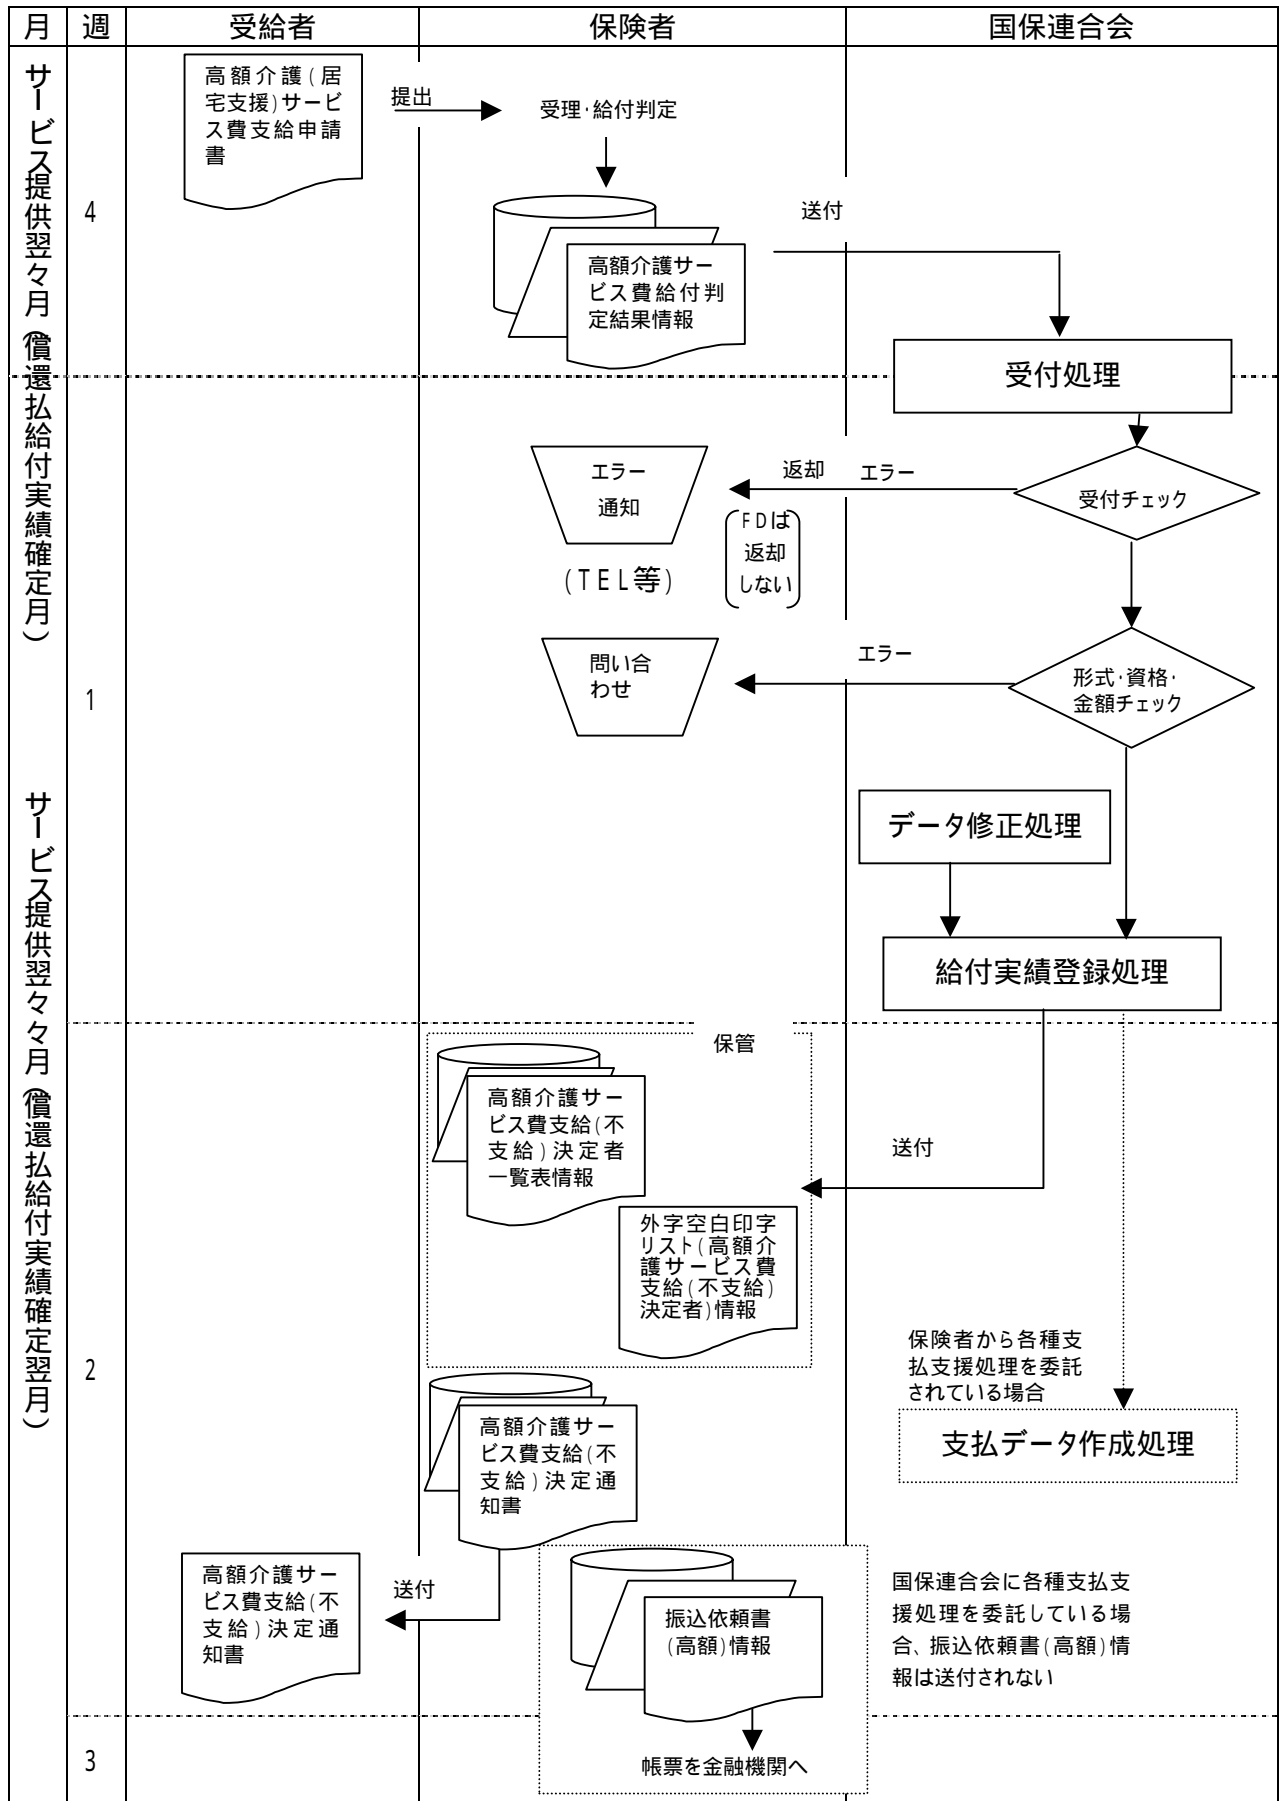 月 週 受給者 保険者 国保連合会
サービス提供翌々月(償還払給付実績確定月)
4
高額介護(居
宅支援)サービ
ス費支給申請
書
提出
受理・給付判定
高額介護サー
ビス費給付判
定結果情報
送付
受付処理
1
エラー
通知
(TEL等)
返却 エラー
FDは
返却
しない
受付チェック
問い合
わせ
エラー
形式・資格・
金額チェック
データ修正処理
給付実績登録処理
サービス提供翌々々月(償還払給付実績確定翌月)
2
保管
高額介護サー
ビス費支給(不
支給)決定者
一覧表情報
送付
外字空白印字
リスト(高額介
護サービス費
支給(不支給)
決定者)情報
保険者から各種支
払支援処理を委託
されている場合
支払データ作成処理
高額介護サー
ビス費支給(不
支給)決定通
知書
送付
高額介護サー
ビス費支給(不
支給)決定通
知書
振込依頼書
(高額)情報
国保連合会に各種支払支
援処理を委託している場
合、振込依頼書(高額)情
報は送付されない
3
帳票を金融機関へ